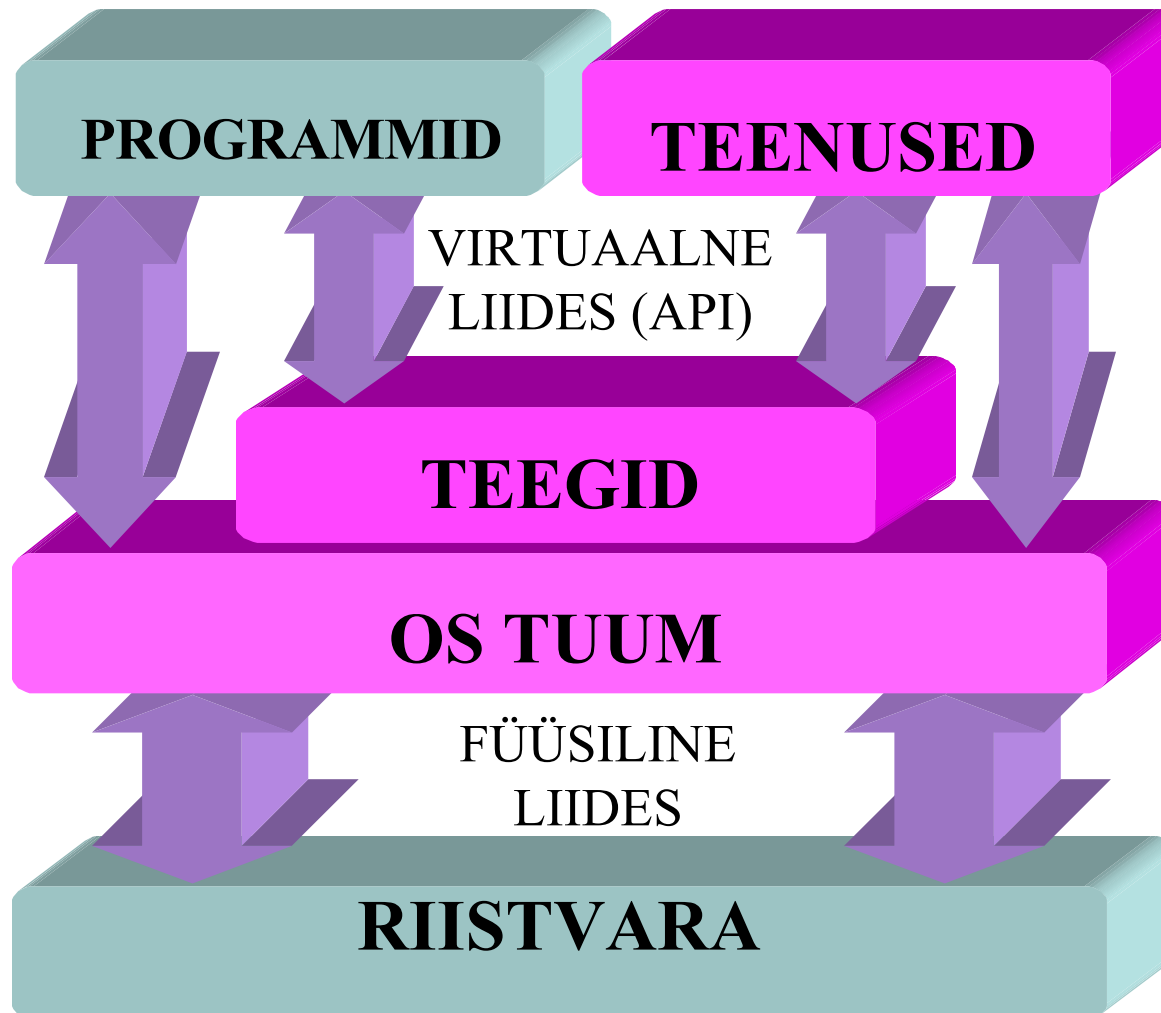 PROGRAMMID
TEENUSED
VIRTUAALNE
LIIDES (API)
TEEGID
OS TUUM
FÜÜSILINE
LIIDES
RIISTVARA